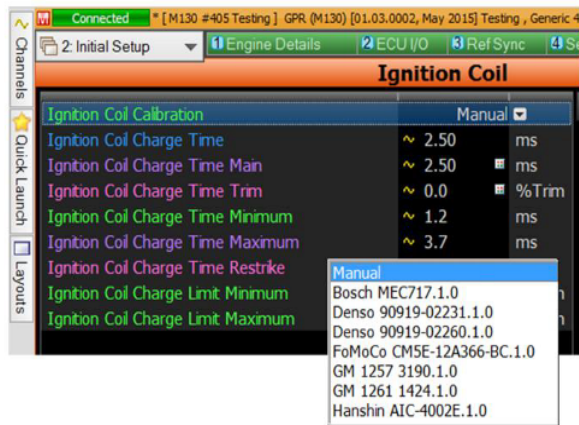 Connected * [ M130 #405 Testing ] GPR (M130) [01.03.0002, May 2015] Testing , Generic 4
2: Initial Setup 1 Engine Details 2 ECU I/O 3 Ref Sync 4 Se
Channels
Quick Launch
Layouts
Ignition Coil
Ignition Coil Calibration Manual
Ignition Coil Charge Time 2.50 ms
Ignition Coil Charge Time Main 2.50 ms
Ignition Coil Charge Time Trim 0.0 %Trim
Ignition Coil Charge Time Minimum 1.2 ms
Ignition Coil Charge Time Maximum 3.7 ms
Ignition Coil Charge Time Restrike
Ignition Coil Charge Limit Minimum
Ignition Coil Charge Limit Maximum
Manual
Bosch MEC717.1.0
Denso 90919-02231.1.0
Denso 90919-02260.1.0
FoMoCo CM5E-12A366-BC.1.0
GM 1257 3190.1.0
GM 1261 1424.1.0
Hanshin AIC-4002E.1.0